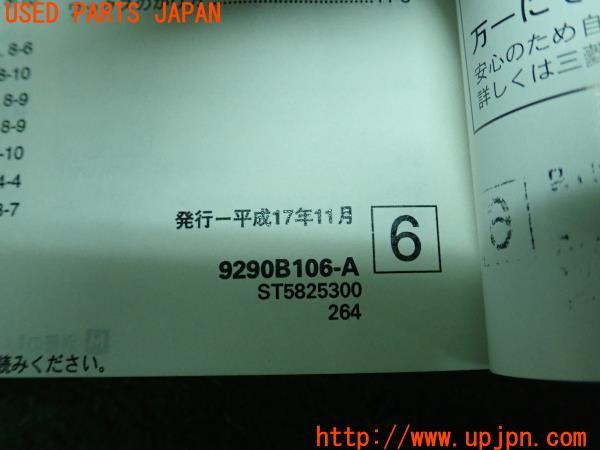 USED PARTS JAPAN
8-6
8-10
8-9
8-9
-10
4-4
3-7
発行ー平成17年11月
6
9290B106-A
ST5825300
264
読みください。
万一に
安心のため自
詳しくは三菱
http://www.upjpn.com